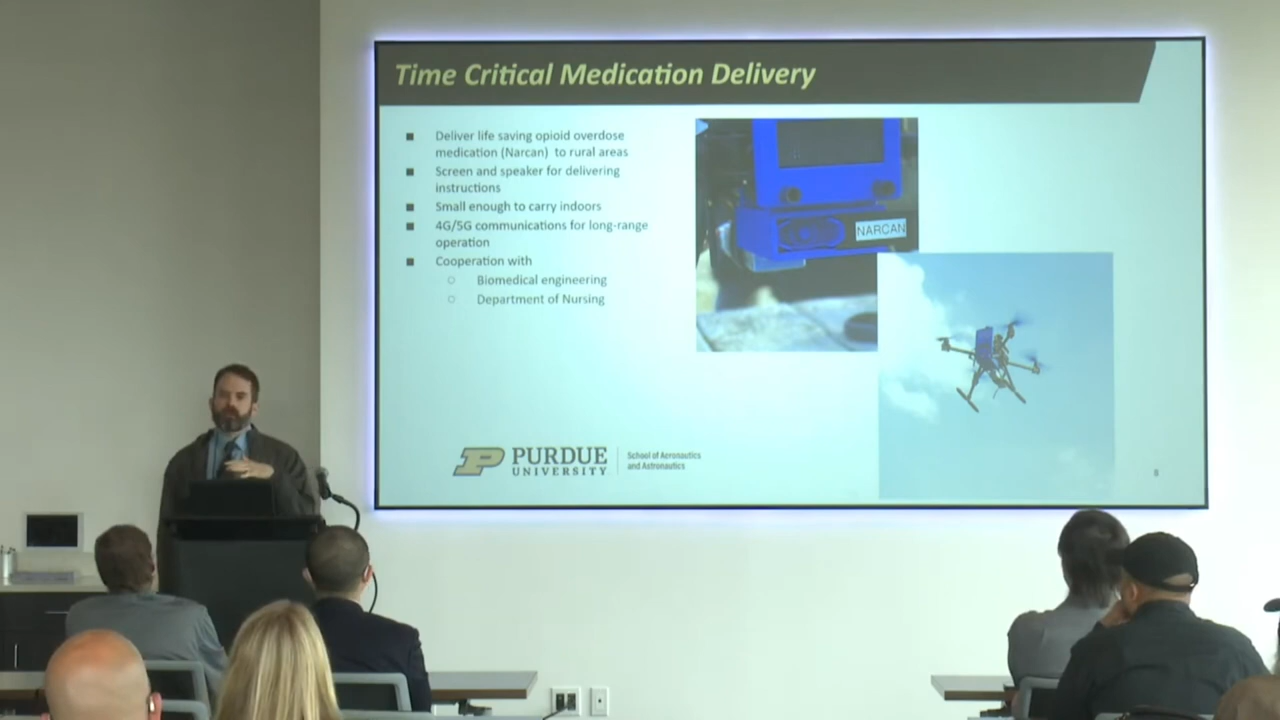 Time Critical Medication Delivery
Deliver life saving opioid overdose
medication (Narcan) to rural areas
Screen and speaker for delivering
instructions
Small enough to carry indoors
4G/5G communications for long-range
operation
Cooperation with
Biomedical engineering
Department of Nursing
NARCAN
PURDUE
UNIVERSITY
School of Aeronautics
and Astronautics
8